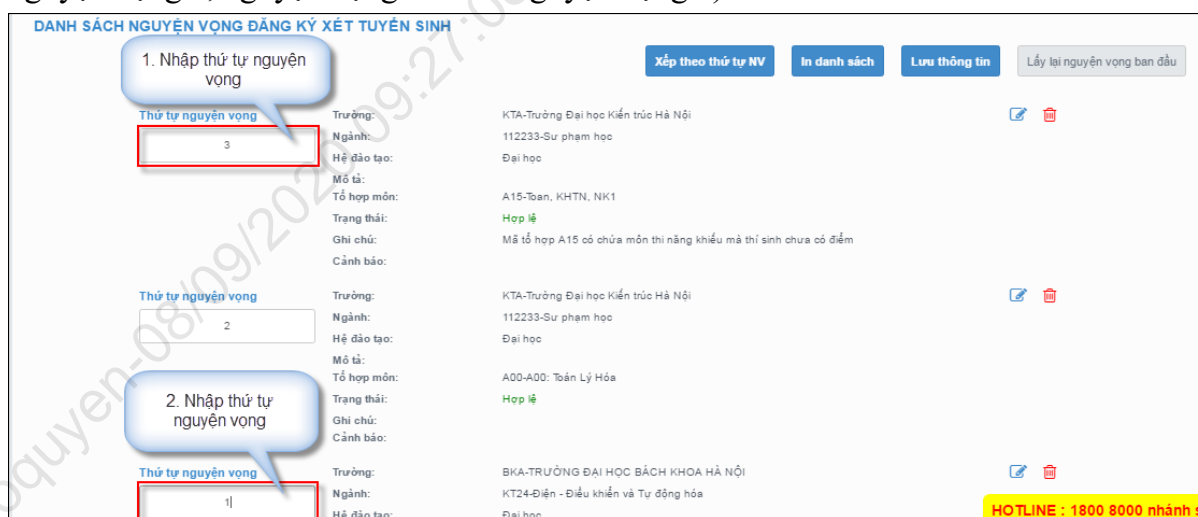 DANH SÁCH NGUYỆN VỌNG ĐĂNG KÝ XÉT TUYỂN SINH
1. Nhập thứ tự nguyện vọng
Xếp theo thứ tự NV In danh sách Lưu thông tin Lấy lại nguyện vọng ban đầu
Thứ tự nguyện vọng Trường: KTA-Trường Đại học Kiến trúc Hà Nội
3 Ngành: 112233-Sư phạm học
Hệ đào tạo: Đại học
Mô tả:
Tổ hợp môn: A15-Toan, KHTN, NK1
Trạng thái: Hợp lệ
Ghi chú: Mã tổ hợp A15 có chứa môn thi năng khiếu mà thí sinh chưa có điểm
Cảnh báo:
Thứ tự nguyện vọng Trường: KTA-Trường Đại học Kiến trúc Hà Nội
2 Ngành: 112233-Sư phạm học
Hệ đào tạo: Đại học
Mô tả:
Tổ hợp môn: A00-A00: Toán Lý Hóa
2. Nhập thứ tự nguyện vọng
Trạng thái: Hợp lệ
Ghi chú:
Cảnh báo:
Thứ tự nguyện vọng Trường: BKA-TRƯỜNG ĐẠI HỌC BÁCH KHOA HÀ NỘI
1 Ngành: KT24-Điện - Điều khiển và Tự động hóa
Hệ đào tạo: Đại học
HOTLINE : 1800 8000 nhánh
quyen-08/09/2020 09:27:0